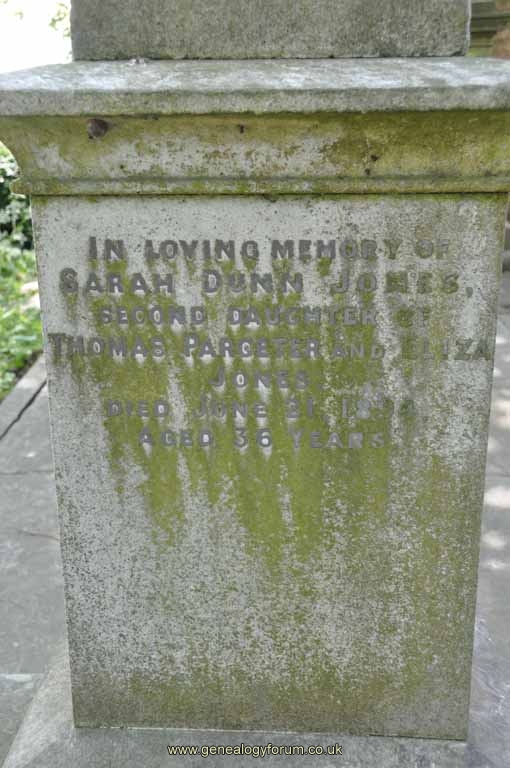 IN LOVING MEMORY OF
SARAH DUNN JONES,
SECOND DAUGHTER OF
THOMAS PARGETER AND ELIZA
JONES.
DIED JUNE 21,
AGED 36 YEARS
www.genealogyforum.co.uk